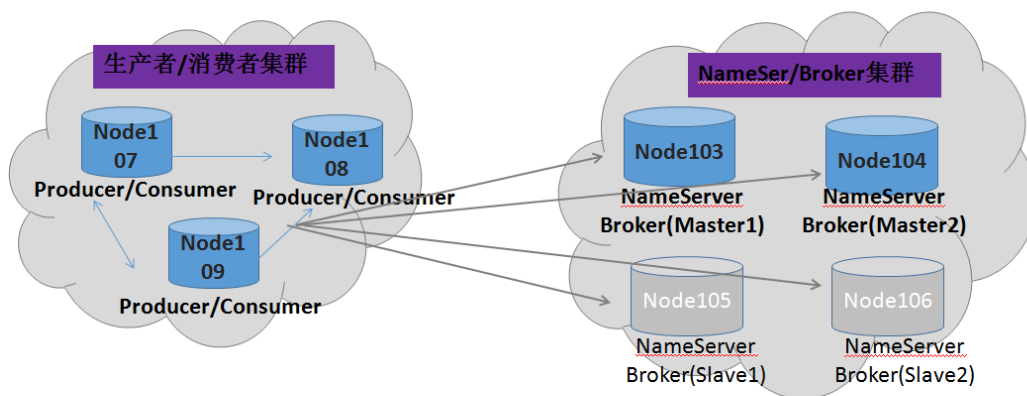 生产者/消费者集群
Node1
07
Producer/Consumer
Node1
08
Producer/Consumer
Node1
09
Producer/Consumer
NameSer/Broker集群
Node103
NameServer
Broker(Master1)
Node104
NameServer
Broker(Master2)
Node105
NameServer
Broker(Slave1)
Node106
NameServer
Broker(Slave2)